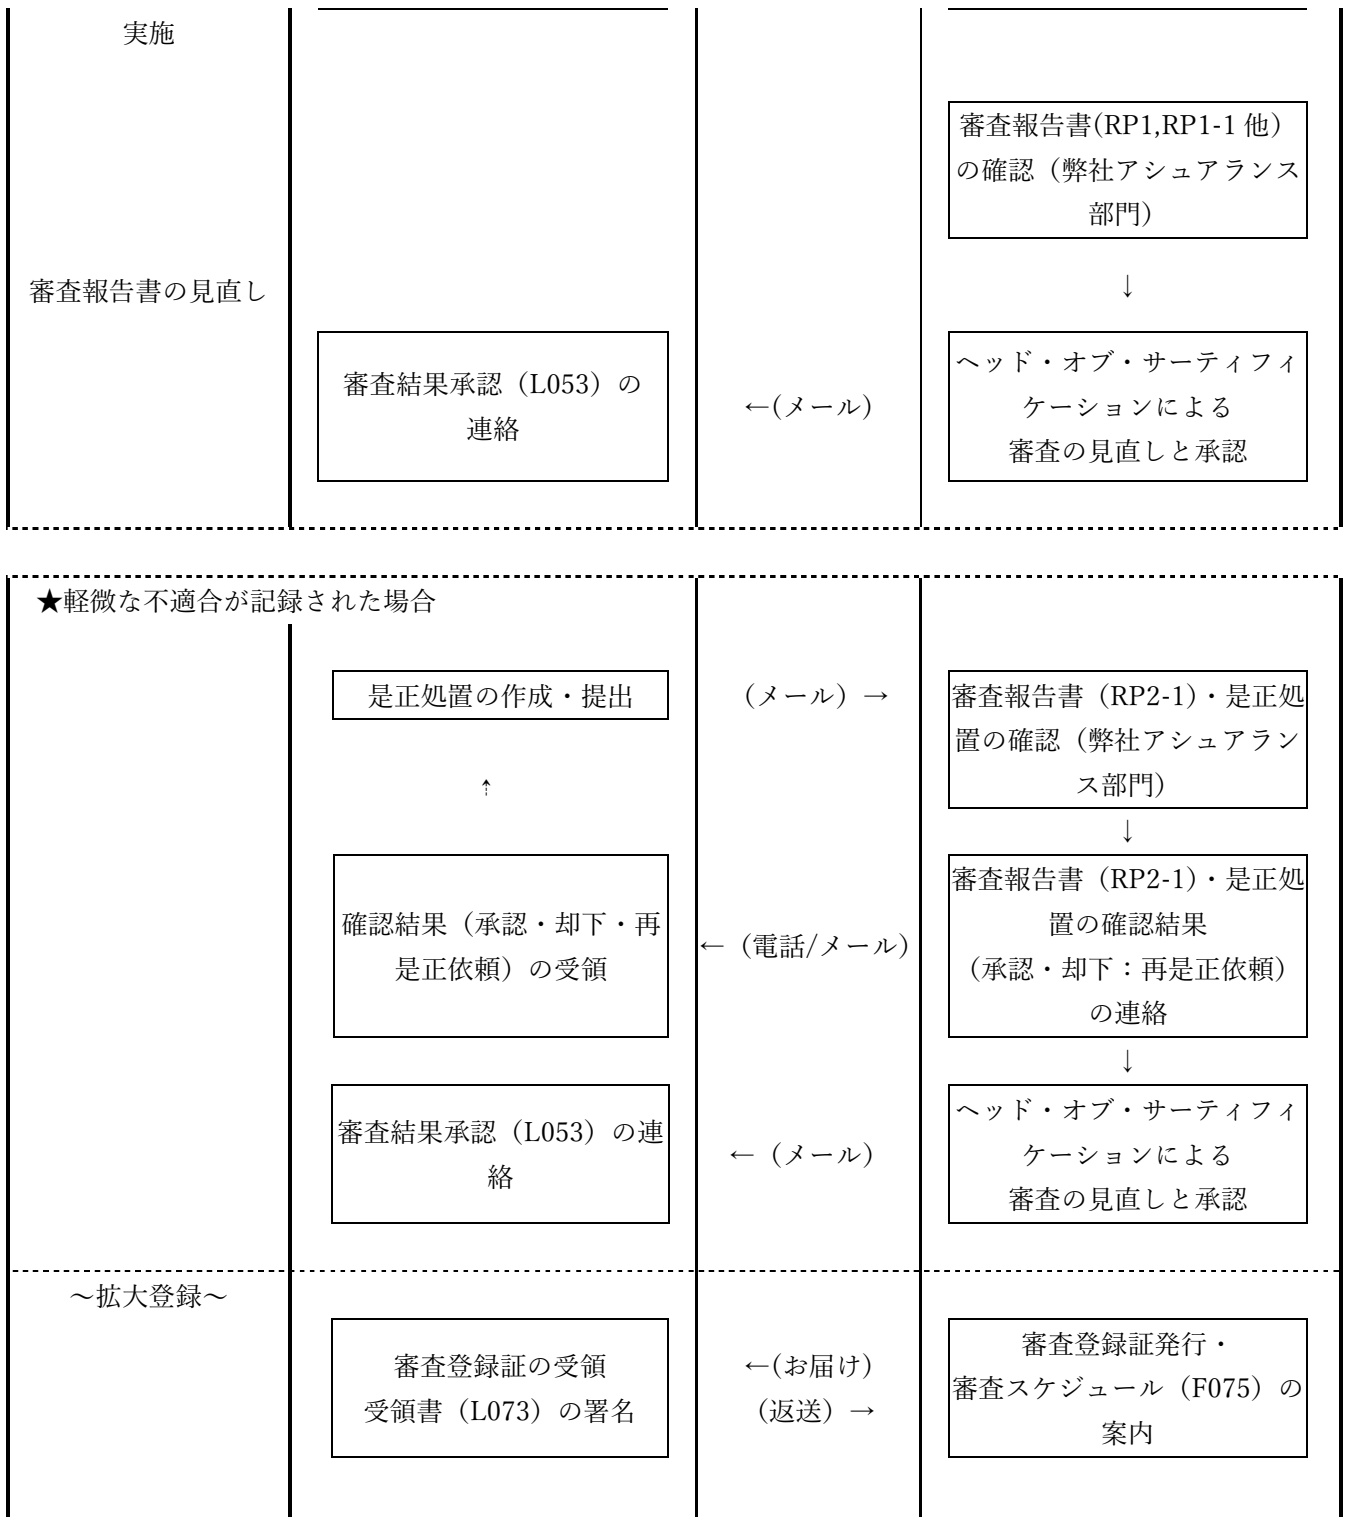 実施
審査報告書(RP1,RP1-1 他）
の確認（弊社アシュアランス
部門）
審査報告書の見直し
↓
審査結果承認（L053）の
連絡
←(メール）
ヘッド・オブ・サーティフィ
ケーションによる
審査の見直しと承認
★軽微な不適合が記録された場合
是正処置の作成・提出
（メール）→
審査報告書（RP2-1）・是正処
置の確認（弊社アシュアラン
ス部門）
⇡
↓
確認結果（承認・却下・再
是正依頼）の受領
←（電話/メール）
審査報告書（RP2-1）・是正処
置の確認結果
（承認・却下：再是正依頼）
の連絡
↓
審査結果承認（L053）の連
絡
←（メール）
ヘッド・オブ・サーティフィ
ケーションによる
審査の見直しと承認
～拡大登録～
審査登録証の受領
受領書（L073）の署名
←(お届け）
（返送）→
審査登録証発行・
審査スケジュール（F075）の
案内